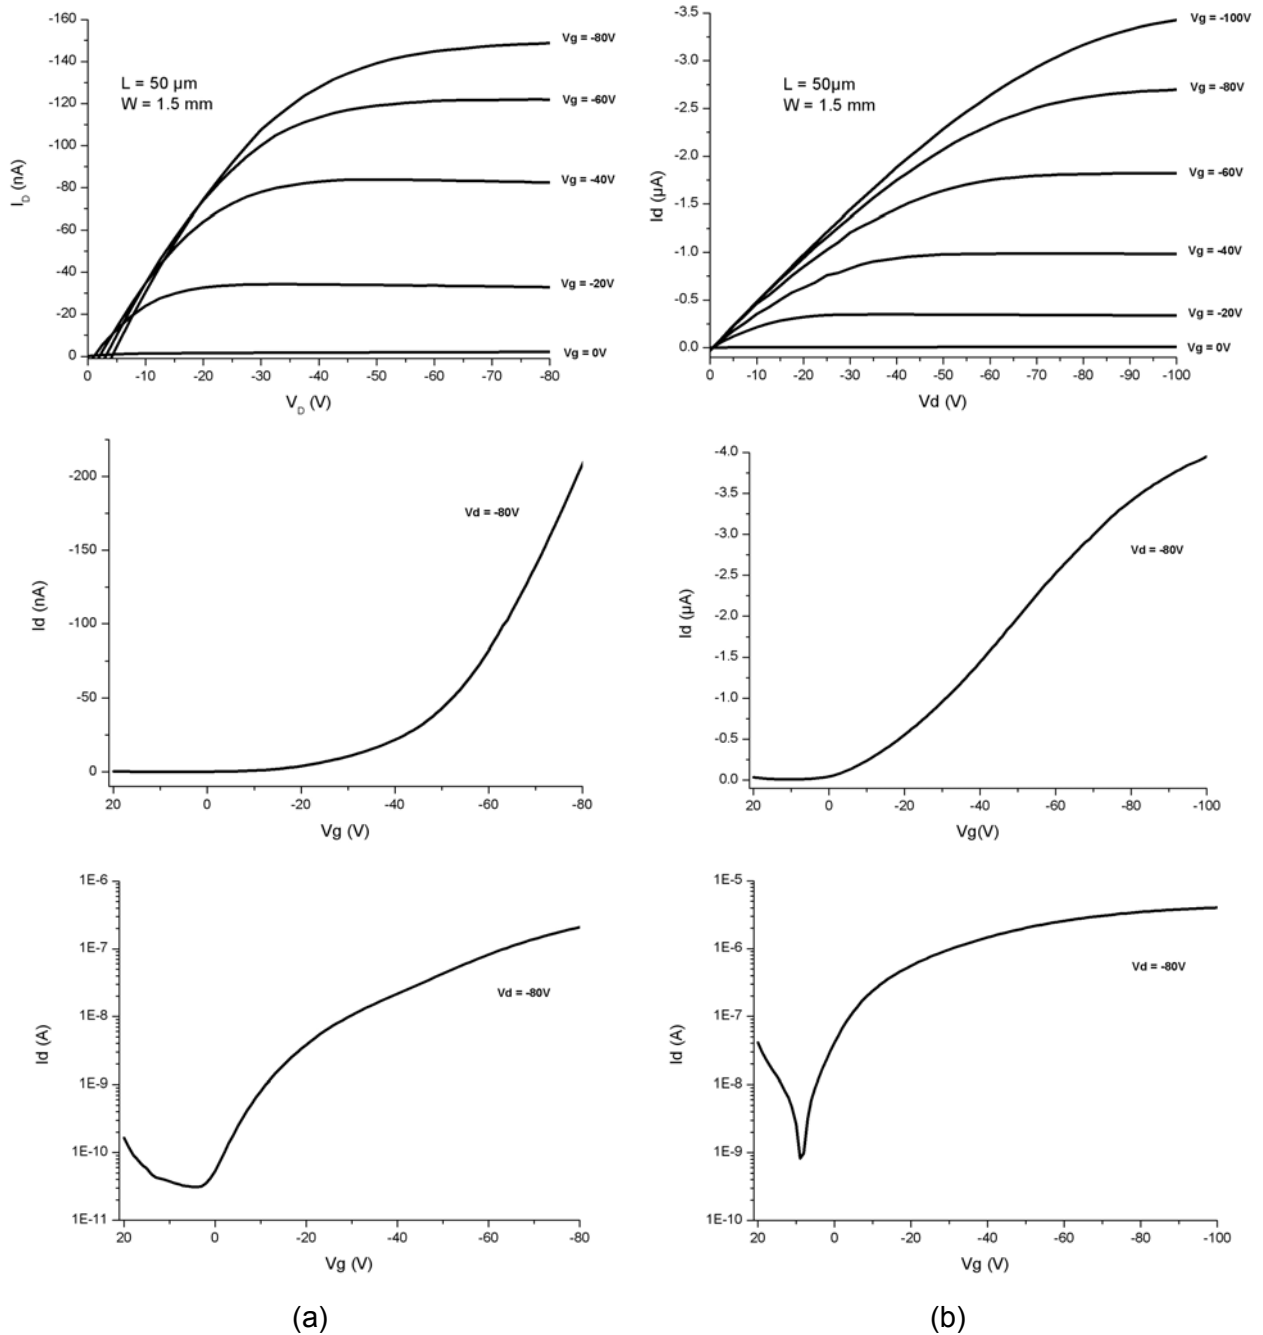 -160
-140
-120
-100
-80
-60
-40
-20
0
I_D (nA)
L = 50 µm
W = 1.5 mm
Vg = -80V
Vg = -60V
Vg = -40V
Vg = -20V
Vg = 0V
0 -10 -20 -30 -40 -50 -60 -70 -80
V_D (V)
-3.5
-3.0
-2.5
-2.0
-1.5
-1.0
-0.5
0.0
Id (µA)
L = 50µm
W = 1.5 mm
Vg = -100V
Vg = -80V
Vg = -60V
Vg = -40V
Vg = -20V
Vg = 0V
0 -10 -20 -30 -40 -50 -60 -70 -80 -90 -100
Vd (V)
-200
-150
-100
-50
0
Id (nA)
Vd = -80V
20 0 -20 -40 -60 -80
Vg (V)
-4.0
-3.5
-3.0
-2.5
-2.0
-1.5
-1.0
-0.5
0.0
Id (µA)
Vd = -80V
20 0 -20 -40 -60 -80 -100
Vg(V)
1E-6
1E-7
1E-8
1E-9
1E-10
1E-11
Id (A)
Vd = -80V
20 0 -20 -40 -60 -80
Vg (V)
1E-5
1E-6
1E-7
1E-8
1E-9
1E-10
Id (A)
Vd = -80V
20 0 -20 -40 -60 -80 -100
Vg (V)
(a)
(b)